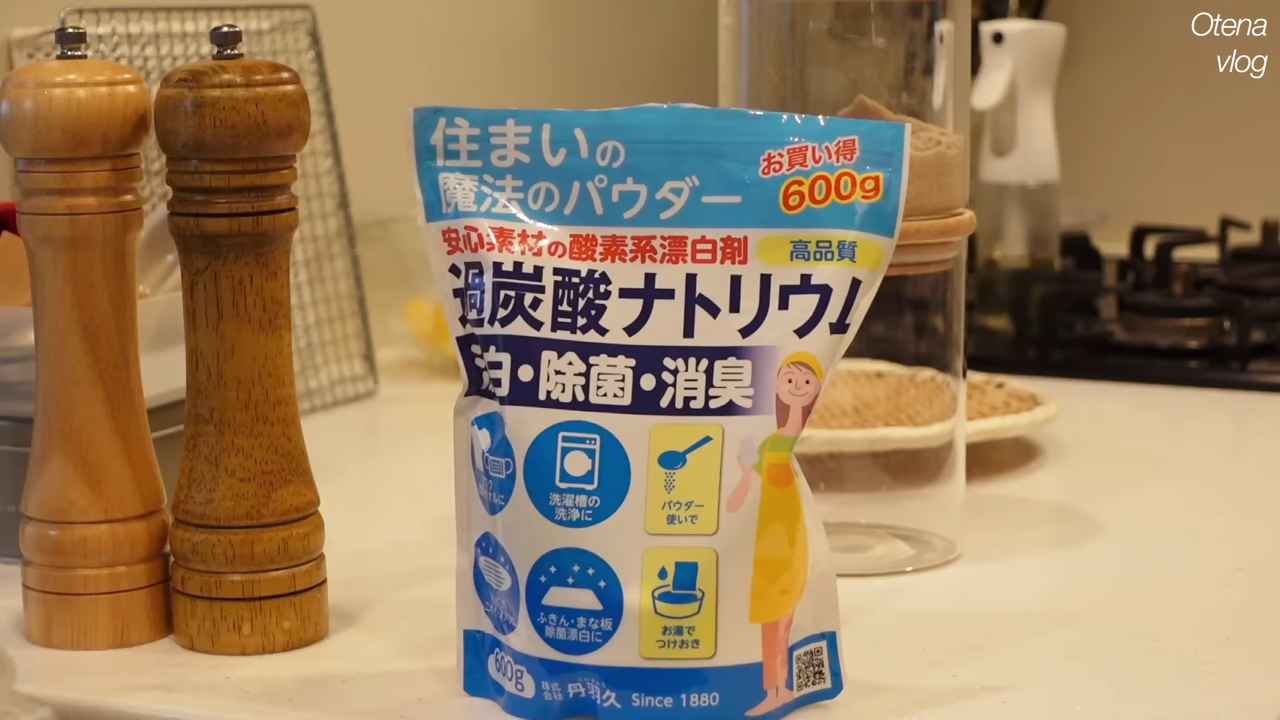 Otena
vlog
住まいの
魔法のパウダー
お買い得
600g
安心素材の酸素系漂白剤
高品質
過炭酸ナトリウム
白・除菌・消臭
洗濯槽の
洗浄に
パウダー
使いで
ふきん・まな板
除菌漂白に
お湯で
つけおき
600g
株式
会社
丹羽久
Since 1880